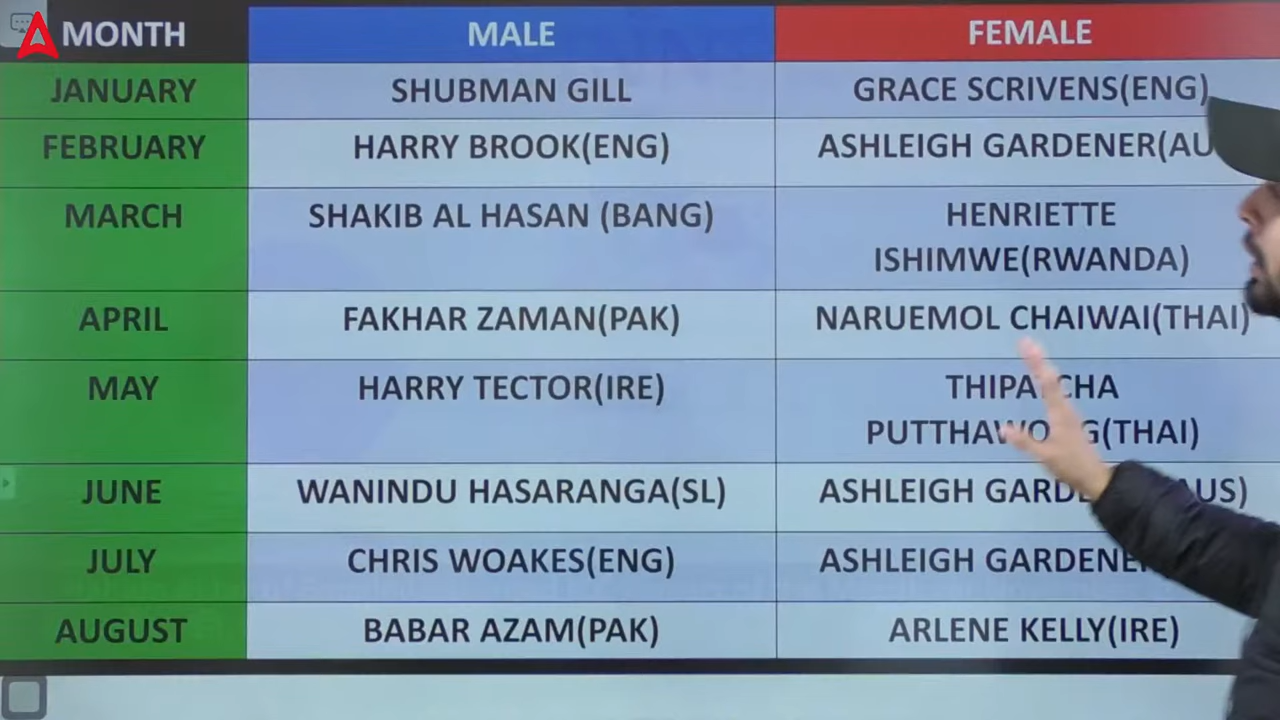 MONTH MALE FEMALE
JANUARY SHUBMAN GILL GRACE SCRIVENS(ENG)
FEBRUARY HARRY BROOK(ENG) ASHLEIGH GARDENER(AU
MARCH SHAKIB AL HASAN (BANG) HENRIETTE
ISHIMWE(RWANDA)
APRIL FAKHAR ZAMAN(PAK) NARUEMOL CHAIWAI(THAI)
MAY HARRY TECTOR(IRE)
JUNE WANINDU HASARANGA(SL) ASHLEIGH
JULY CHRIS WOAKES(ENG) ASHLEIGH GARDENE
AUGUST BABAR AZAM(PAK) ARLENE KELLY(IRE)